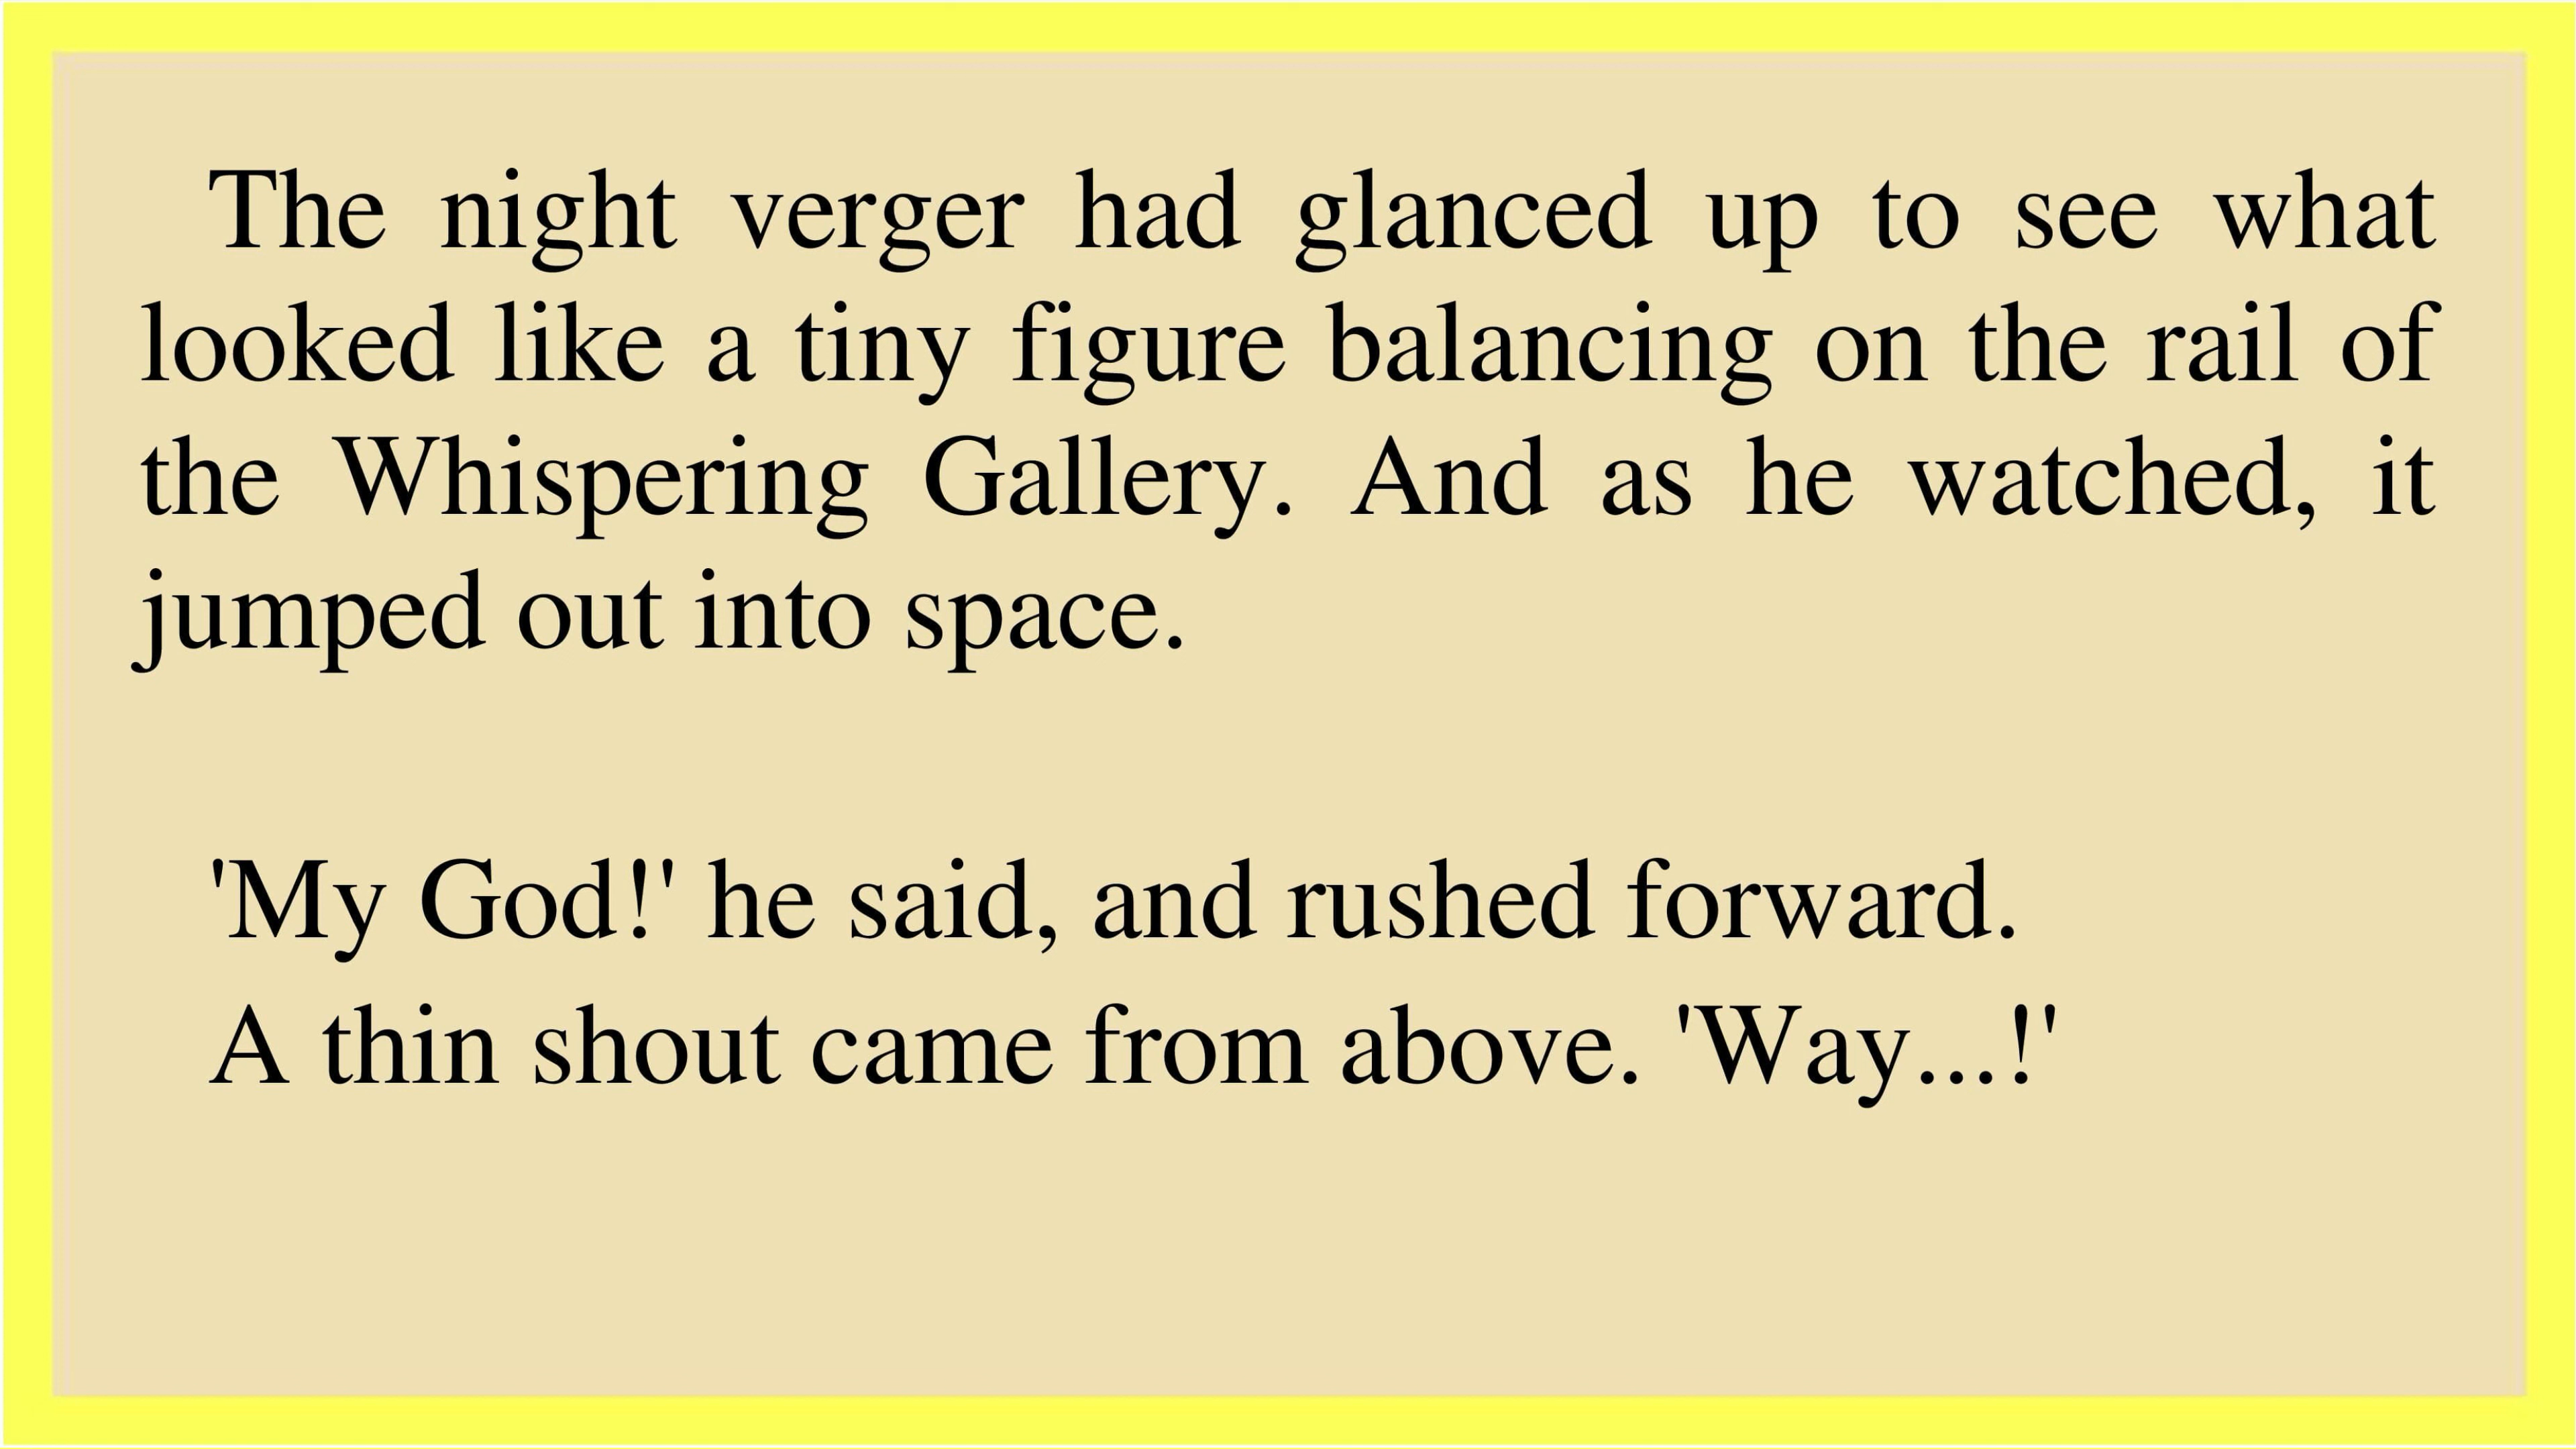 The night verger had glanced up to see what
looked like a tiny figure balancing on the rail of
the Whispering Gallery. And as he watched, it
jumped out into space.
'My God!' he said, and rushed forward.
A thin shout came from above. 'Way...!'